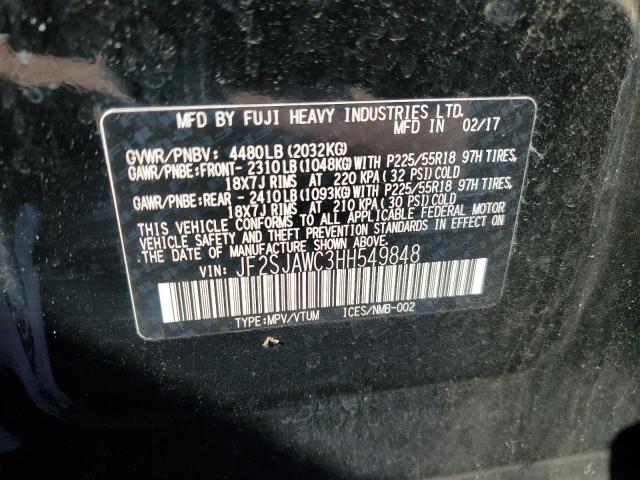 MFD BY FUJI HEAVY INDUSTRIES LTD.
MFD IN 02/17
GVWR/PNBV: 4480LB (2032KG)
GAWR/PNBE:FRONT- 2310LB (1048KG) WITH P225/55R18 97H TIRES,
18X7J RIMS AT 220 KPA (32 PSI) COLD
GAWR/PNBE:REAR - 2410LB (1093KG) WITH P225/55R18 97H TIRES,
18X7J RIMS AT 210 KPA (30 PSI) COLD
THIS VEHICLE CONFORMS TO ALL APPLICABLE FEDERAL MOTOR
VEHICLE SAFETY AND THEFT PREVENTION STANDARDS IN EFFECT ON
THE DATE OF MANUFACTURE SHOWN ABOVE.
VIN: JF2SJAWC3HH549848
TYPE:MPV/VTUM ICES/NMB-002